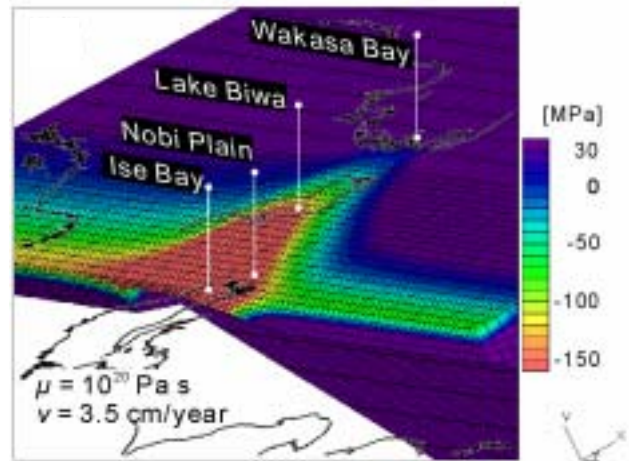 Wakasa Bay
Lake Biwa
Nobi Plain
Ise Bay
[MPa]
30
0
-50
-100
-150
μ = 10²⁰ Pa s
v = 3.5 cm/year
Y
X